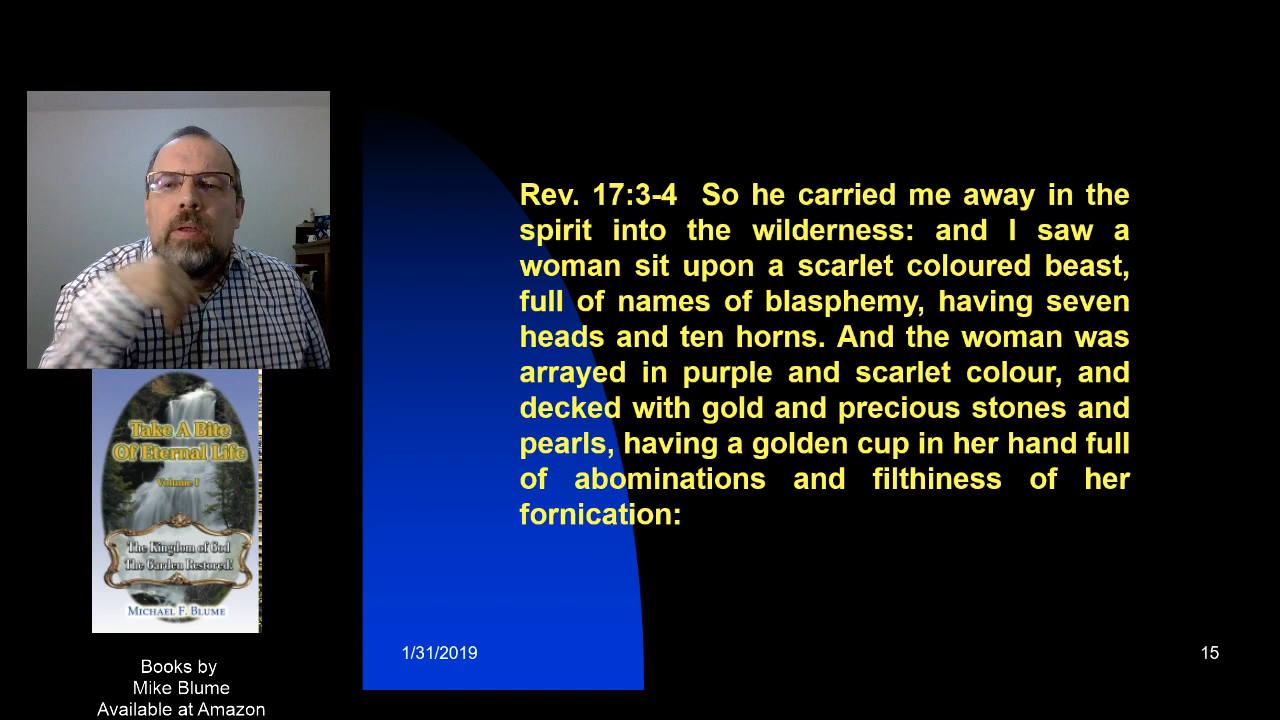 Rev. 17:3-4 So he carried me away in the
spirit into the wilderness: and I saw a
woman sit upon a scarlet coloured beast,
full of names of blasphemy, having seven
heads and ten horns. And the woman was
arrayed in purple and scarlet colour, and
decked with gold and precious stones and
pearls, having a golden cup in her hand full
of abominations and filthiness of her
fornication:
Take A Bite
Of Eternal Life
Volume I
The Kingdom of God
The Garden Restored!
MICHAEL F. BLUME
Books by
Mike Blume
Available at Amazon
1/31/2019
15